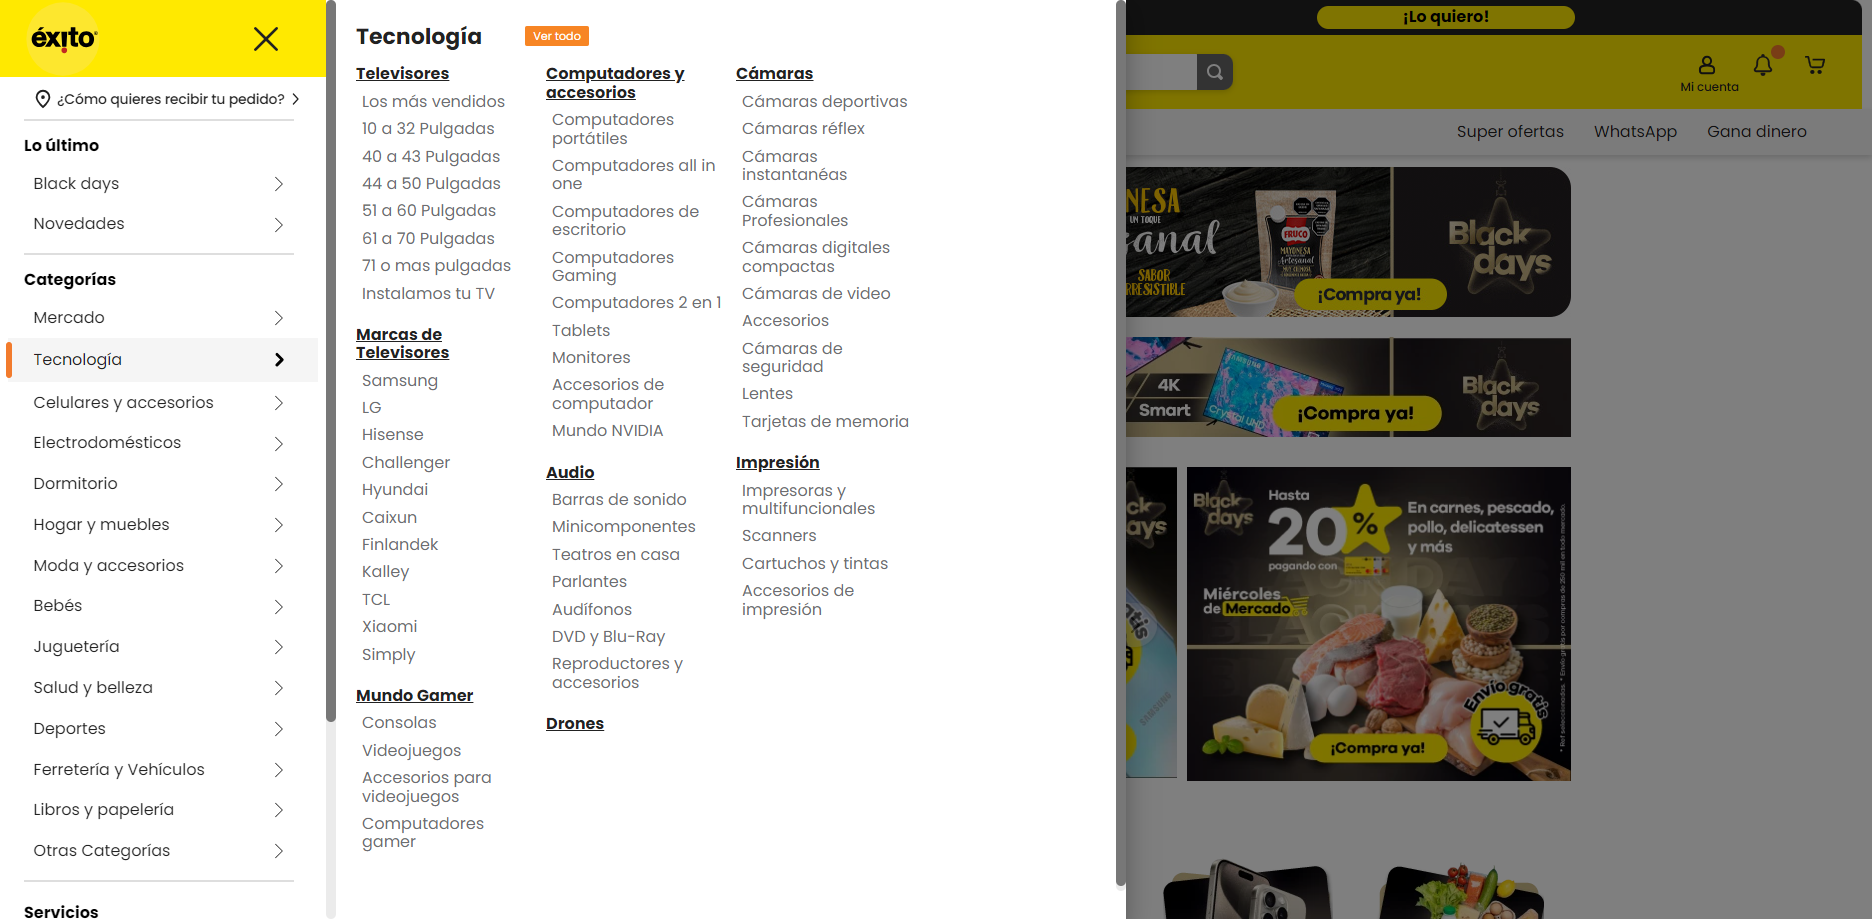 éxito
¿Cómo quieres recibir tu pedido?
Lo último
Black days
Novedades
Categorías
Mercado
Tecnología
Celulares y accesorios
Electrodomésticos
Dormitorio
Hogar y muebles
Moda y accesorios
Bebés
Juguetería
Salud y belleza
Deportes
Ferretería y Vehículos
Libros y papelería
Otras Categorías
Servicios
Tecnología
Ver todo
Televisores
Los más vendidos
10 a 32 Pulgadas
40 a 43 Pulgadas
44 a 50 Pulgadas
51 a 60 Pulgadas
61 a 70 Pulgadas
71 o mas pulgadas
Instalamos tu TV
Marcas de
Televisores
Samsung
LG
Hisense
Challenger
Hyundai
Caixun
Finlandek
Kalley
TCL
Xiaomi
Simply
Mundo Gamer
Consolas
Videojuegos
Accesorios para
videojuegos
Computadores
gamer
Computadores y
accesorios
Computadores
portátiles
Computadores all in
one
Computadores de
escritorio
Computadores
Gaming
Computadores 2 en 1
Tablets
Monitores
Accesorios de
computador
Mundo NVIDIA
Audio
Barras de sonido
Minicomponentes
Teatros en casa
Parlantes
Audífonos
DVD y Blu-Ray
Reproductores y
accesorios
Drones
Cámaras
Cámaras deportivas
Cámaras réflex
Cámaras
instantanéas
Cámaras
Profesionales
Cámaras digitales
compactas
Cámaras de video
Accesorios
Cámaras de
seguridad
Lentes
Tarjetas de memoria
Impresión
Impresoras y
multifuncionales
Scanners
Cartuchos y tintas
Accesorios de
impresión
¡Lo quiero!
Mi cuenta
Super ofertas
WhatsApp
Gana dinero
NESA
UN TOQUE
sanal
SABOR
RRESISTIBLE
FRUCO
MAYONESA
Artesanal
¡Compra ya!
Black
days
4K
Smart
Crystal UHD
¡Compra ya!
Black
days
ck
ays
atis
SAMSUNG
Black
days
Hasta
20%
pagando con
En carnes, pescado,
pollo, delicatessen
y más
Miércoles
de Mercado
Envío gratis
¡Compra ya!